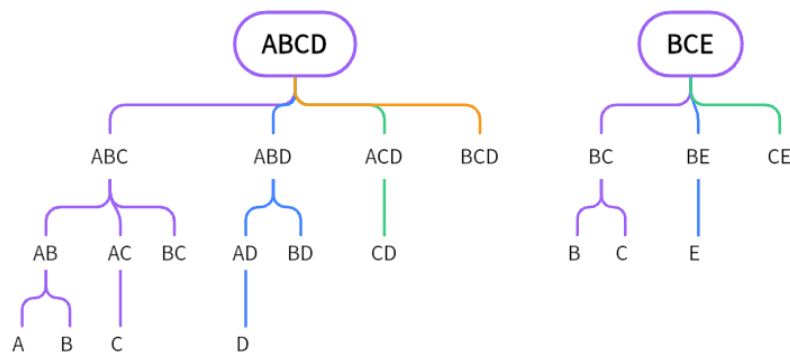 ABCD BCE
ABC ABD ACD BCD BC BE CE
AB AC BC AD BD CD B C E
A B C D